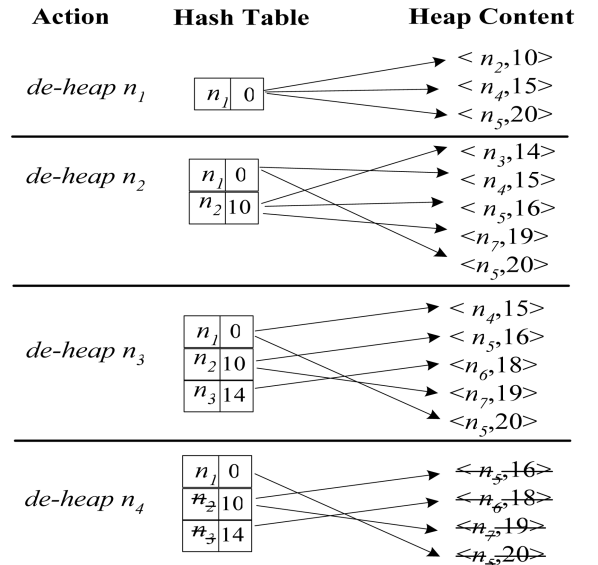 Action Hash Table Heap Content
< n2,10>
de-heap n1 n1 0 < n4,15>
< n5,20>
< n3,14>
de-heap n2 n1 0 < n4,15>
n2 10 < n5,16>
<n7,19>
<n5,20>
< n4,15>
n1 0 < n5,16>
de-heap n3 n2 10 <n6,18>
n3 14 <n7,19>
<n5,20>
n1 0 < n5,16>
de-heap n4 n2 10 <n6,18>
n3 14 <n7,19>
<n5,20>